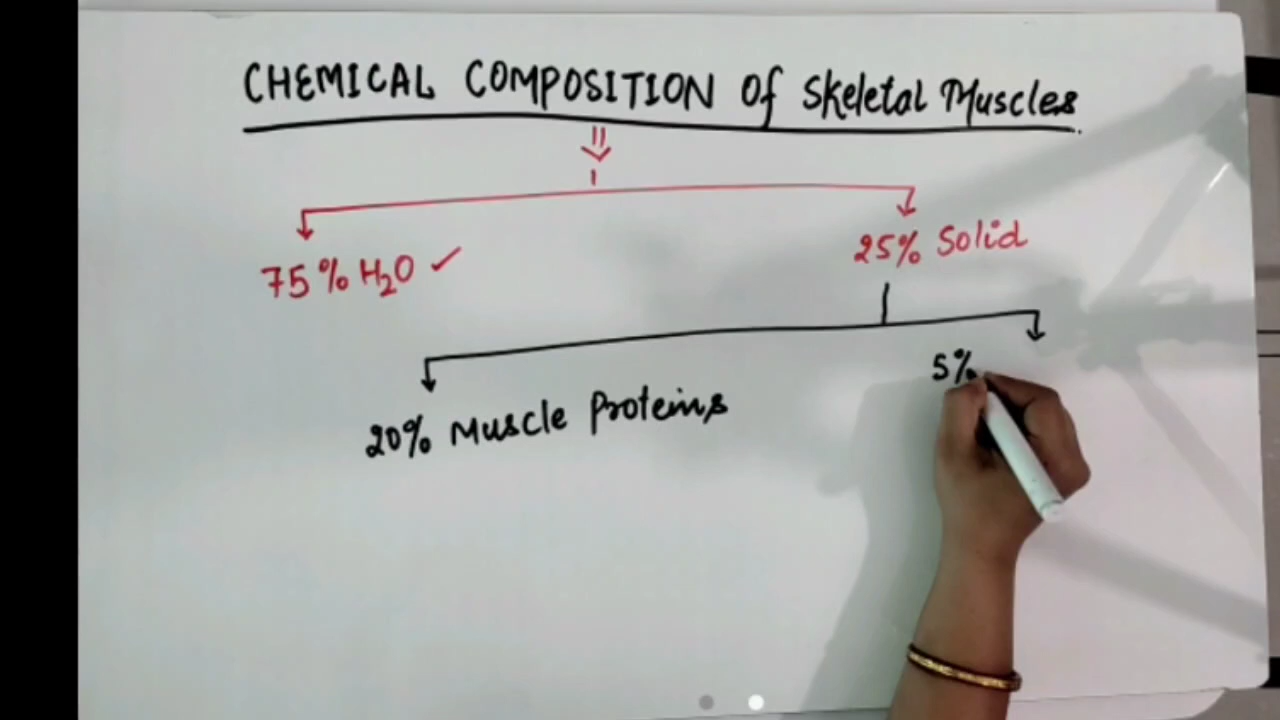 CHEMICAL COMPOSITION Of Skeletal Muscles
75% H₂O ✓
25% Solid
20% Muscle Proteins
5%